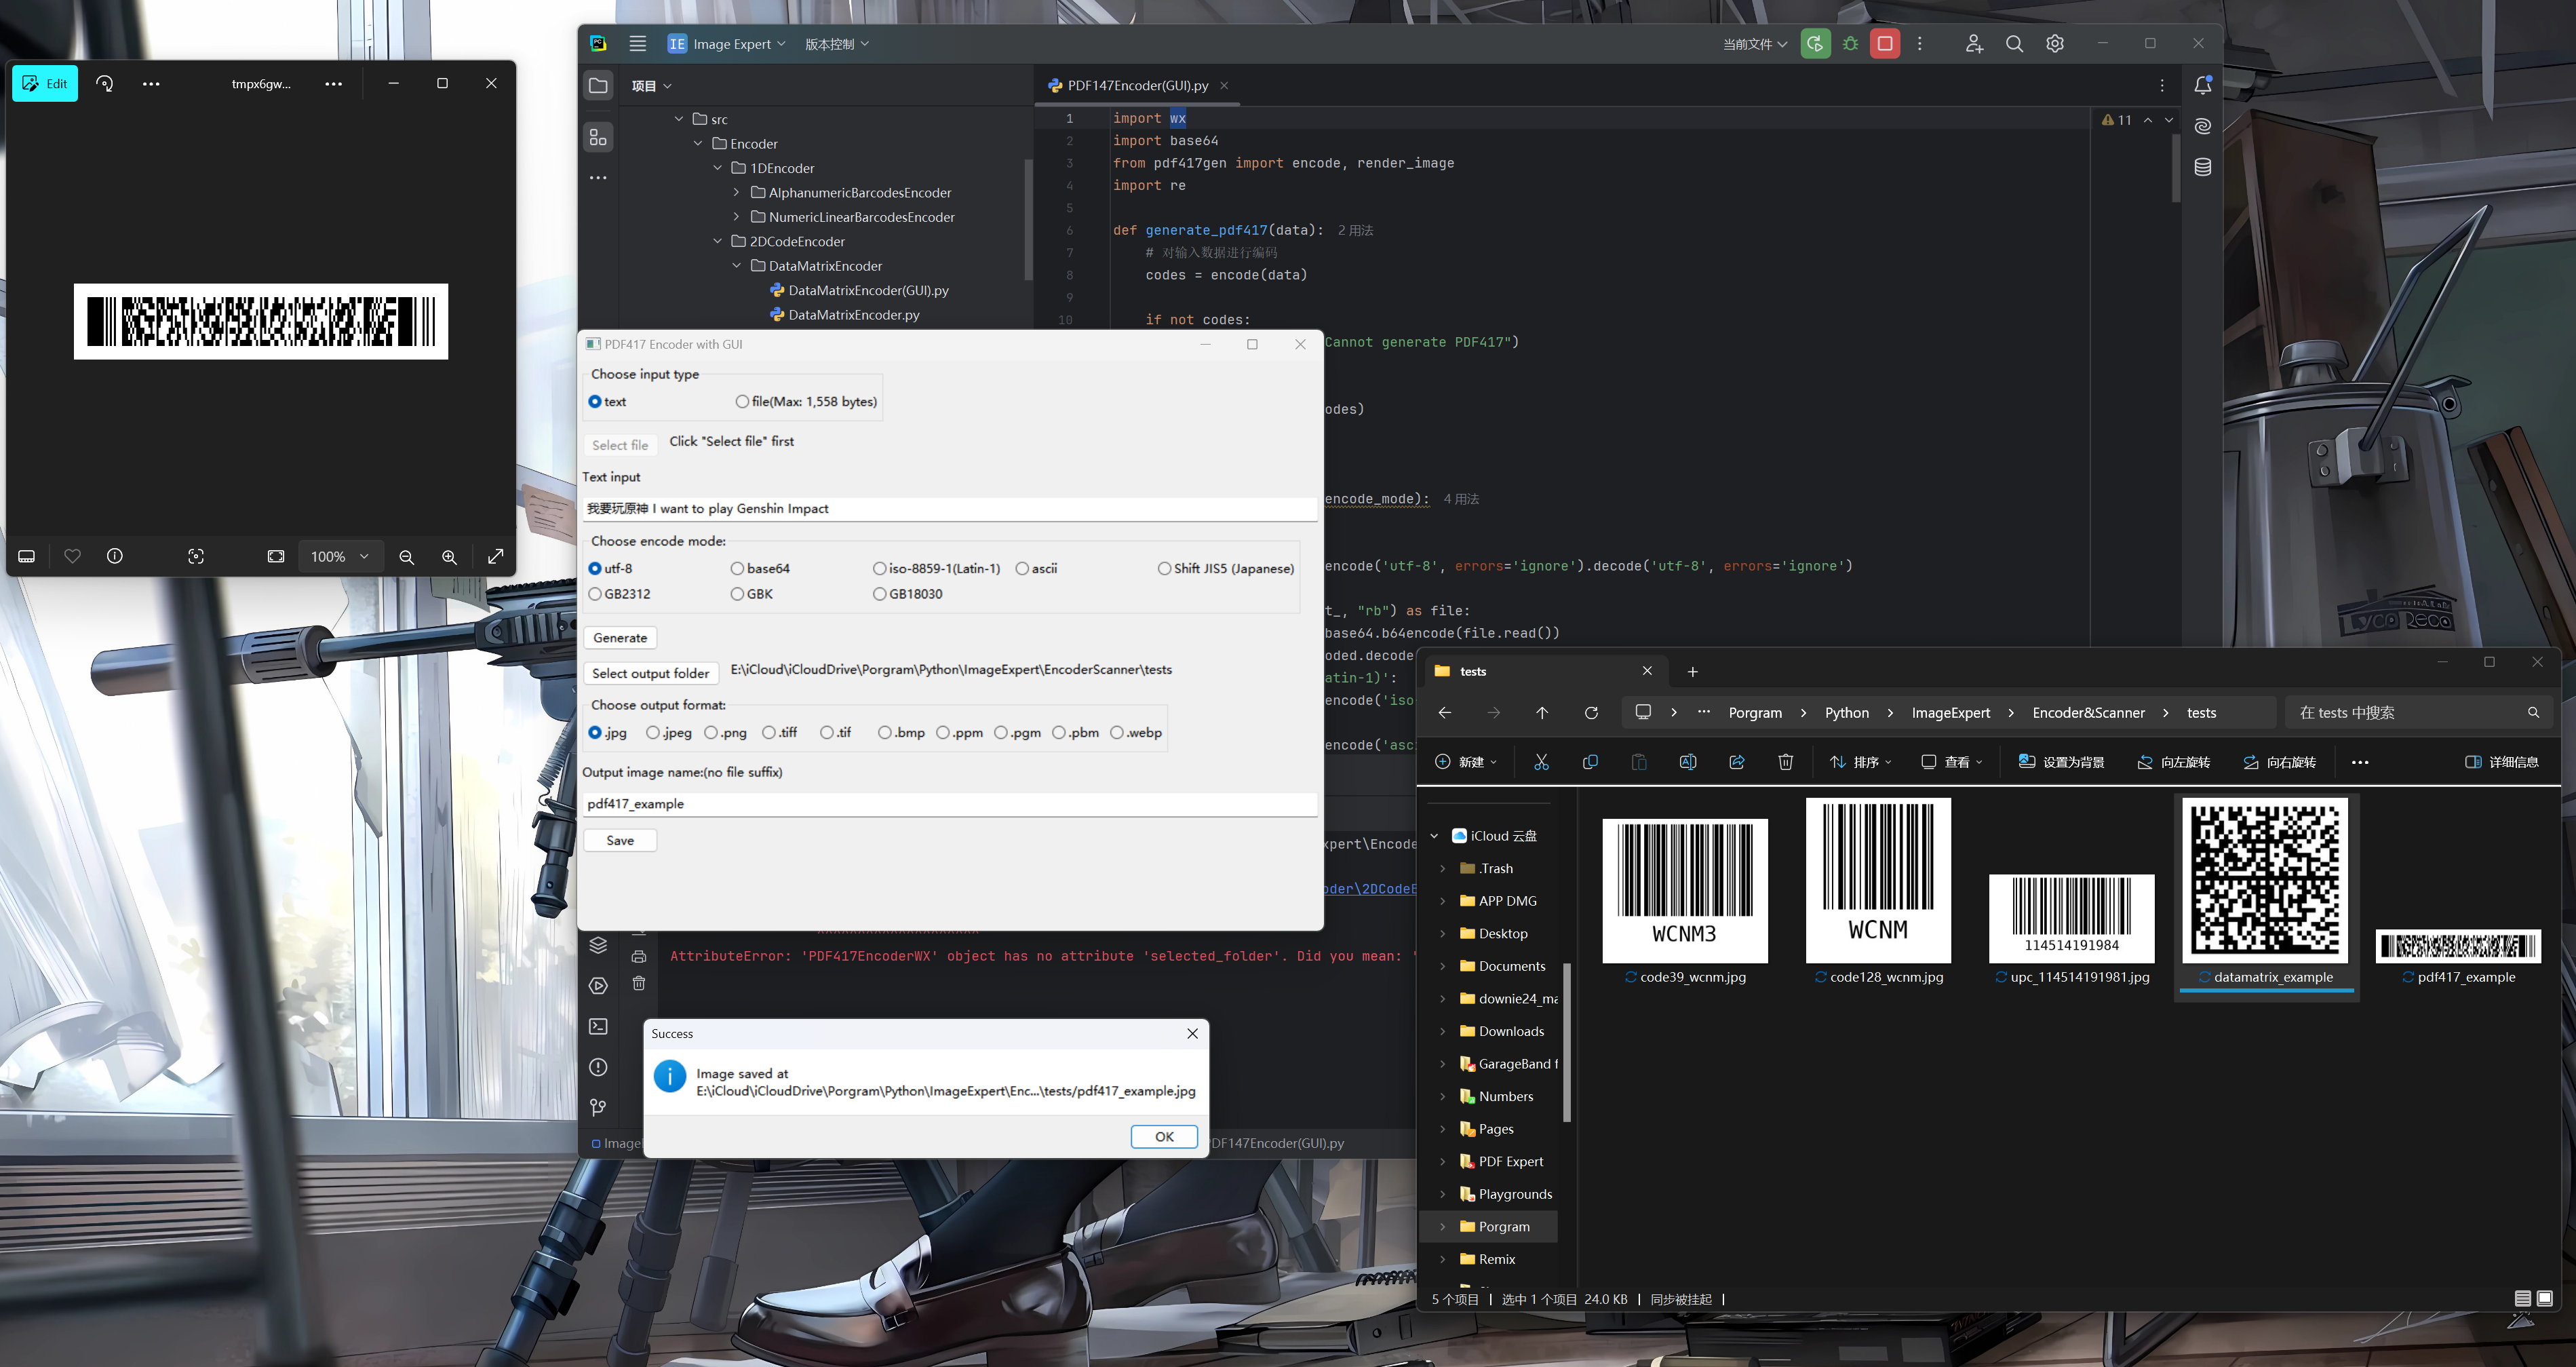 Edit
tmpx6gw...
100%
IE Image Expert
版本控制
当前文件
项目
src
Encoder
1DEncoder
AlphanumericBarcodesEncoder
NumericLinearBarcodesEncoder
2DCodeEncoder
DataMatrixEncoder
DataMatrixEncoder(GUI).py
DataMatrixEncoder.py
PDF147Encoder(GUI).py
11
1 import wx
2 import base64
3 from pdf417gen import encode, render_image
4 import re
5
6 def generate_pdf417(data): 2 用法
7 # 对输入数据进行编码
8 codes = encode(data)
9
10 if not codes:
Cannot generate PDF417")
odes)
encode_mode): 4 用法
encode('utf-8', errors='ignore').decode('utf-8', errors='ignore')
t_, "rb") as file:
base64.b64encode(file.read())
oded.decode
atin-1)':
encode('iso
encode('asc
PDF417 Encoder with GUI
Choose input type
text
file(Max: 1,558 bytes)
Select file
Click "Select file" first
Text input
我要玩原神 I want to play Genshin Impact
Choose encode mode:
utf-8
base64
iso-8859-1(Latin-1)
ascii
Shift JIS5 (Japanese)
GB2312
GBK
GB18030
Generate
Select output folder
E:\iCloud\iCloudDrive\Porgram\Python\ImageExpert\EncoderScanner\tests
Choose output format:
.jpg .jpeg .png .tiff .tif .bmp .ppm .pgm .pbm .webp
Output image name:(no file suffix)
pdf417_example
Save
xpert\Encode
oder\2DCodeE
AttributeError: 'PDF417EncoderWX' object has no attribute 'selected_folder'. Did you mean: '
Success
Image saved at
E:\iCloud\iCloudDrive\Porgram\Python\ImageExpert\Enc...\tests/pdf417_example.jpg
OK
Image
PDF147Encoder(GUI).py
LycoReco
tests
Porgram
Python
ImageExpert
Encoder&Scanner
tests
在 tests 中搜索
新建
排序
查看
设置为背景
向左旋转
向右旋转
详细信息
iCloud 云盘
.Trash
APP DMG
Desktop
Documents
downie24_ma
Downloads
GarageBand f
Numbers
Pages
PDF Expert
Playgrounds
Porgram
Remix
WCNM3
code39_wcnm.jpg
WCNM
code128_wcnm.jpg
114514191984
upc_114514191981.jpg
datamatrix_example
pdf417_example
5 个项目
选中 1 个项目 24.0 KB
同步被挂起